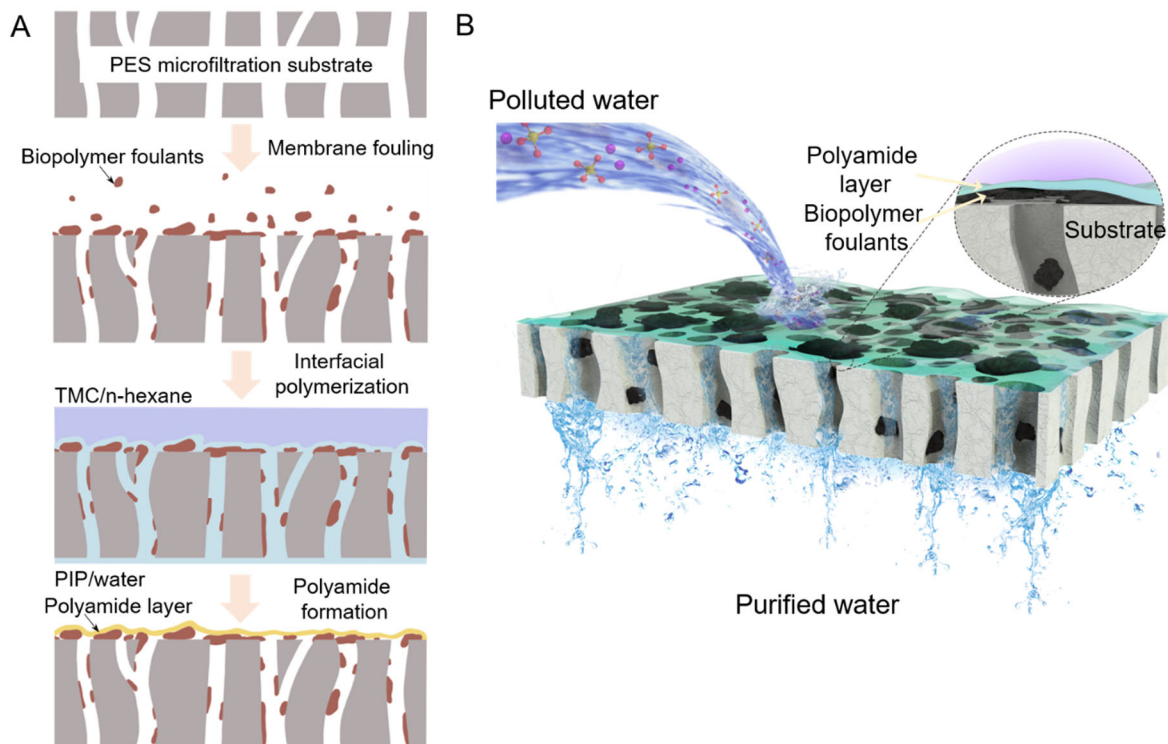 A
PES microfiltration substrate
Biopolymer foulants
Membrane fouling
Interfacial
polymerization
TMC/n-hexane
PIP/water
Polyamide layer
Polyamide
formation
B
Polluted water
Polyamide
layer
Biopolymer
foulants
Substrate
Purified water